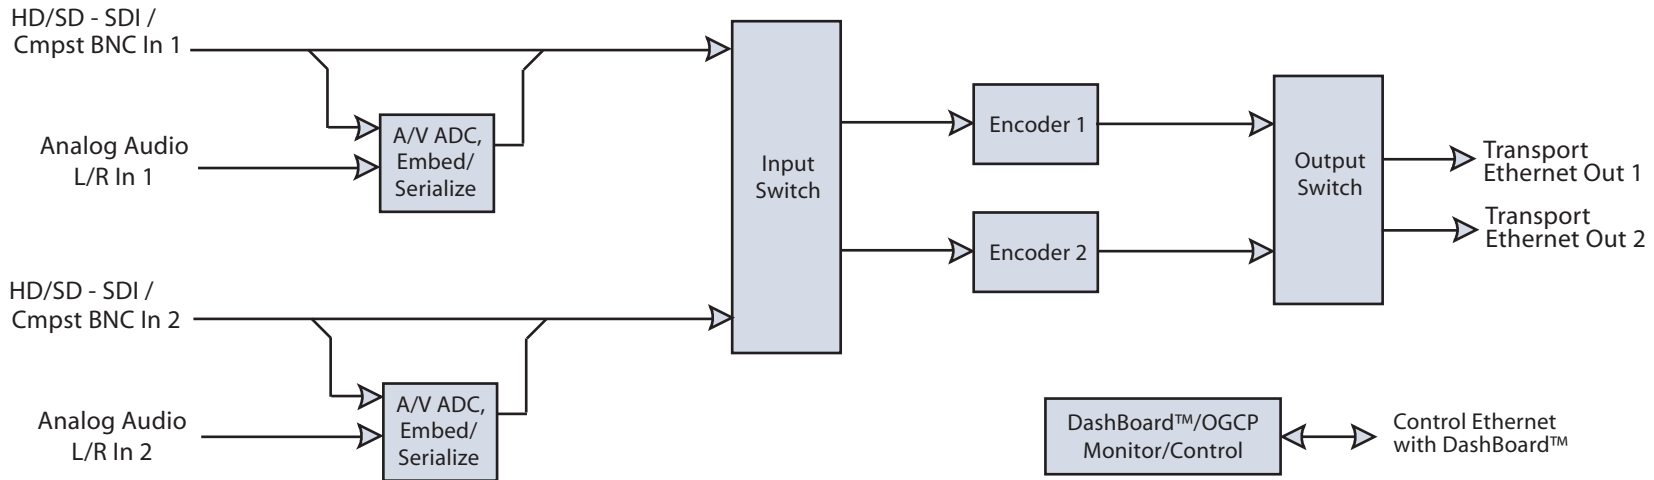 HD/SD - SDI /
Cmpst BNC In 1
Analog Audio
L/R In 1
A/V ADC,
Embed/
Serialize
Input
Switch
Encoder 1
Encoder 2
Output
Switch
Transport
Ethernet Out 1
Transport
Ethernet Out 2
HD/SD - SDI /
Cmpst BNC In 2
Analog Audio
L/R In 2
A/V ADC,
Embed/
Serialize
DashBoard™/OGCP
Monitor/Control
Control Ethernet
with DashBoard™